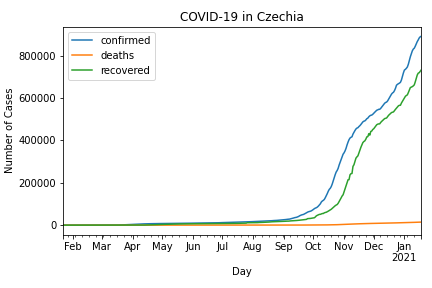 COVID-19 in Czechia
confirmed
deaths
recovered
Number of Cases
800000
600000
400000
200000
0
Feb Mar Apr May Jun Jul Aug Sep Oct Nov Dec Jan
2021
Day